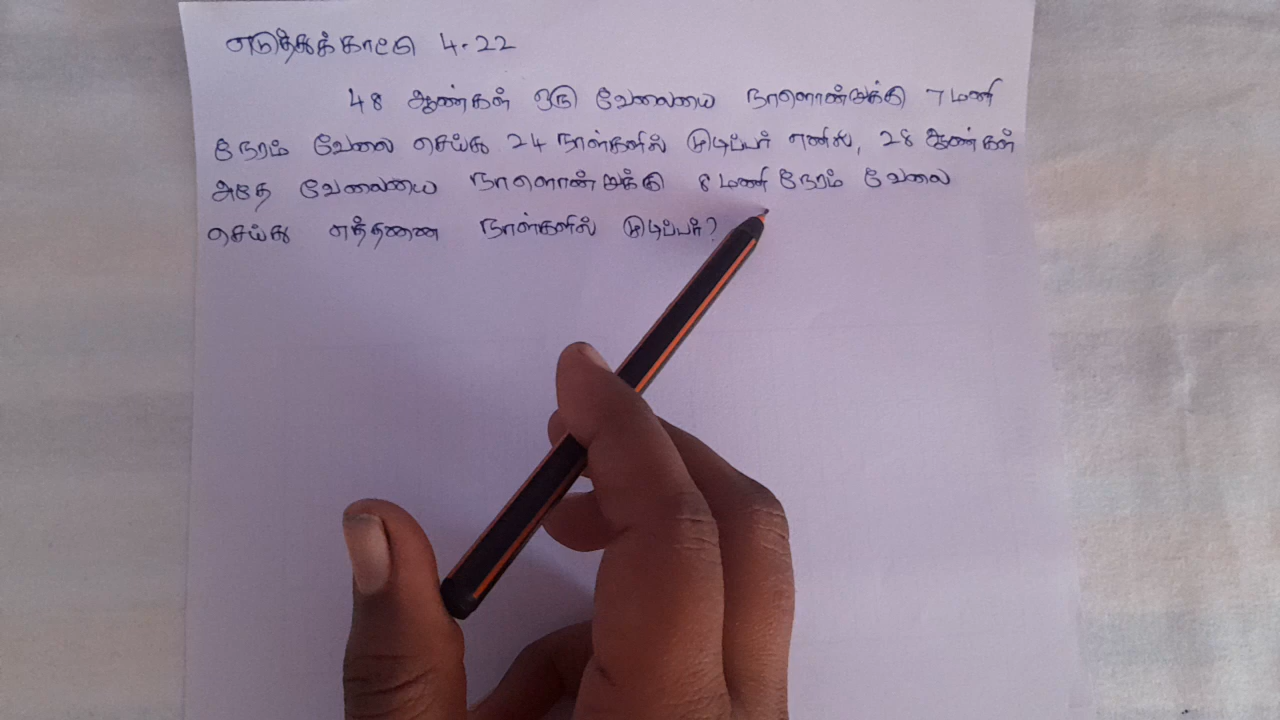 எடுத்துக்காட்டு 4.22
48 ஆண்கள் ஒரு வேலையை நாளொன்றுக்கு 7 மணி
நேரம் வேலை செய்து 24 நாள்களில் முடிப்பர் எனில், 28 ஆண்கள்
அதே வேலையை நாளொன்றுக்கு 8 மணி நேரம் வேலை
செய்து எத்தனை நாள்களில் முடிப்பர்?